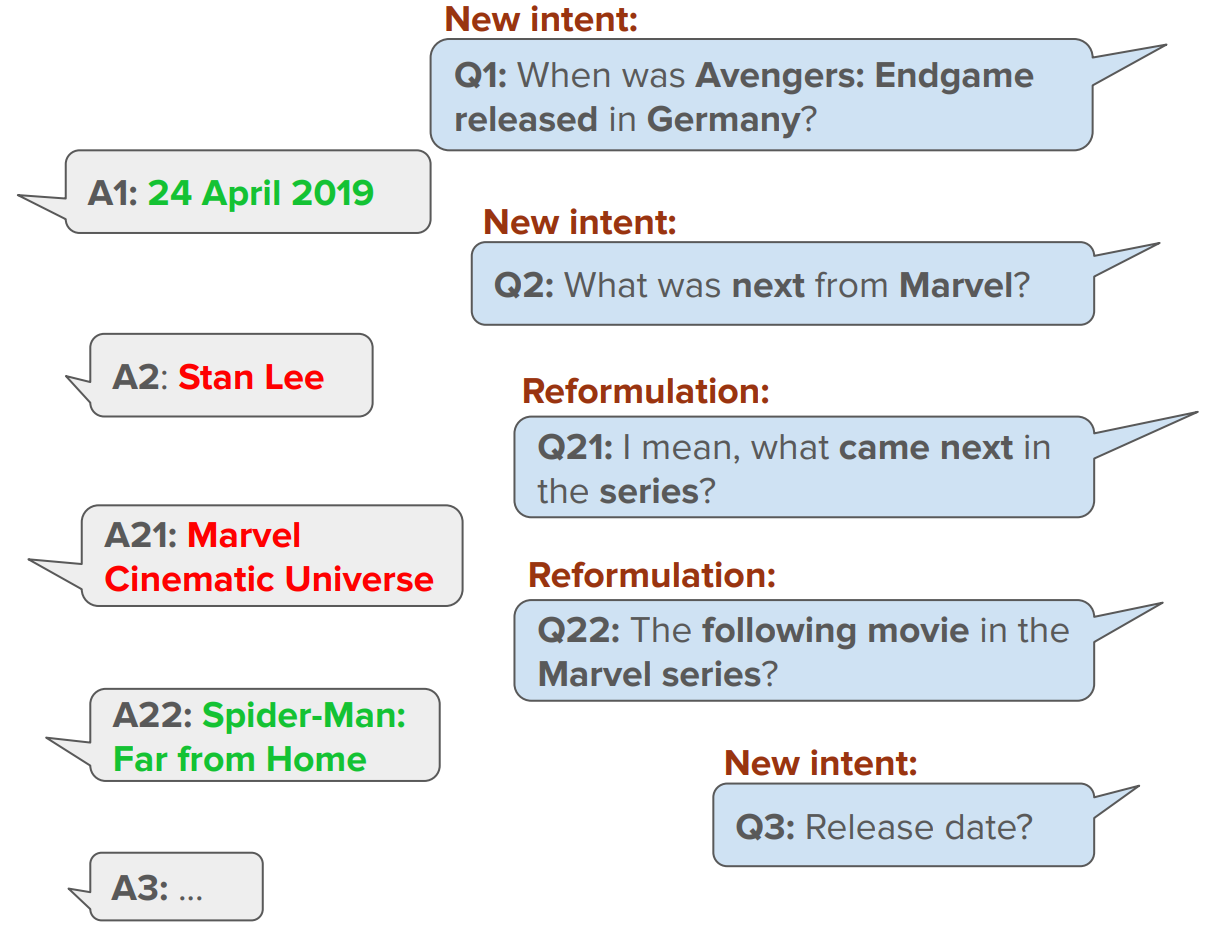 New intent:
Q1: When was Avengers: Endgame
released in Germany?
A1: 24 April 2019
New intent:
Q2: What was next from Marvel?
A2: Stan Lee
Reformulation:
Q21: I mean, what came next in
the series?
A21: Marvel
Cinematic Universe
Reformulation:
Q22: The following movie in the
Marvel series?
A22: Spider-Man:
Far from Home
New intent:
Q3: Release date?
A3: ...